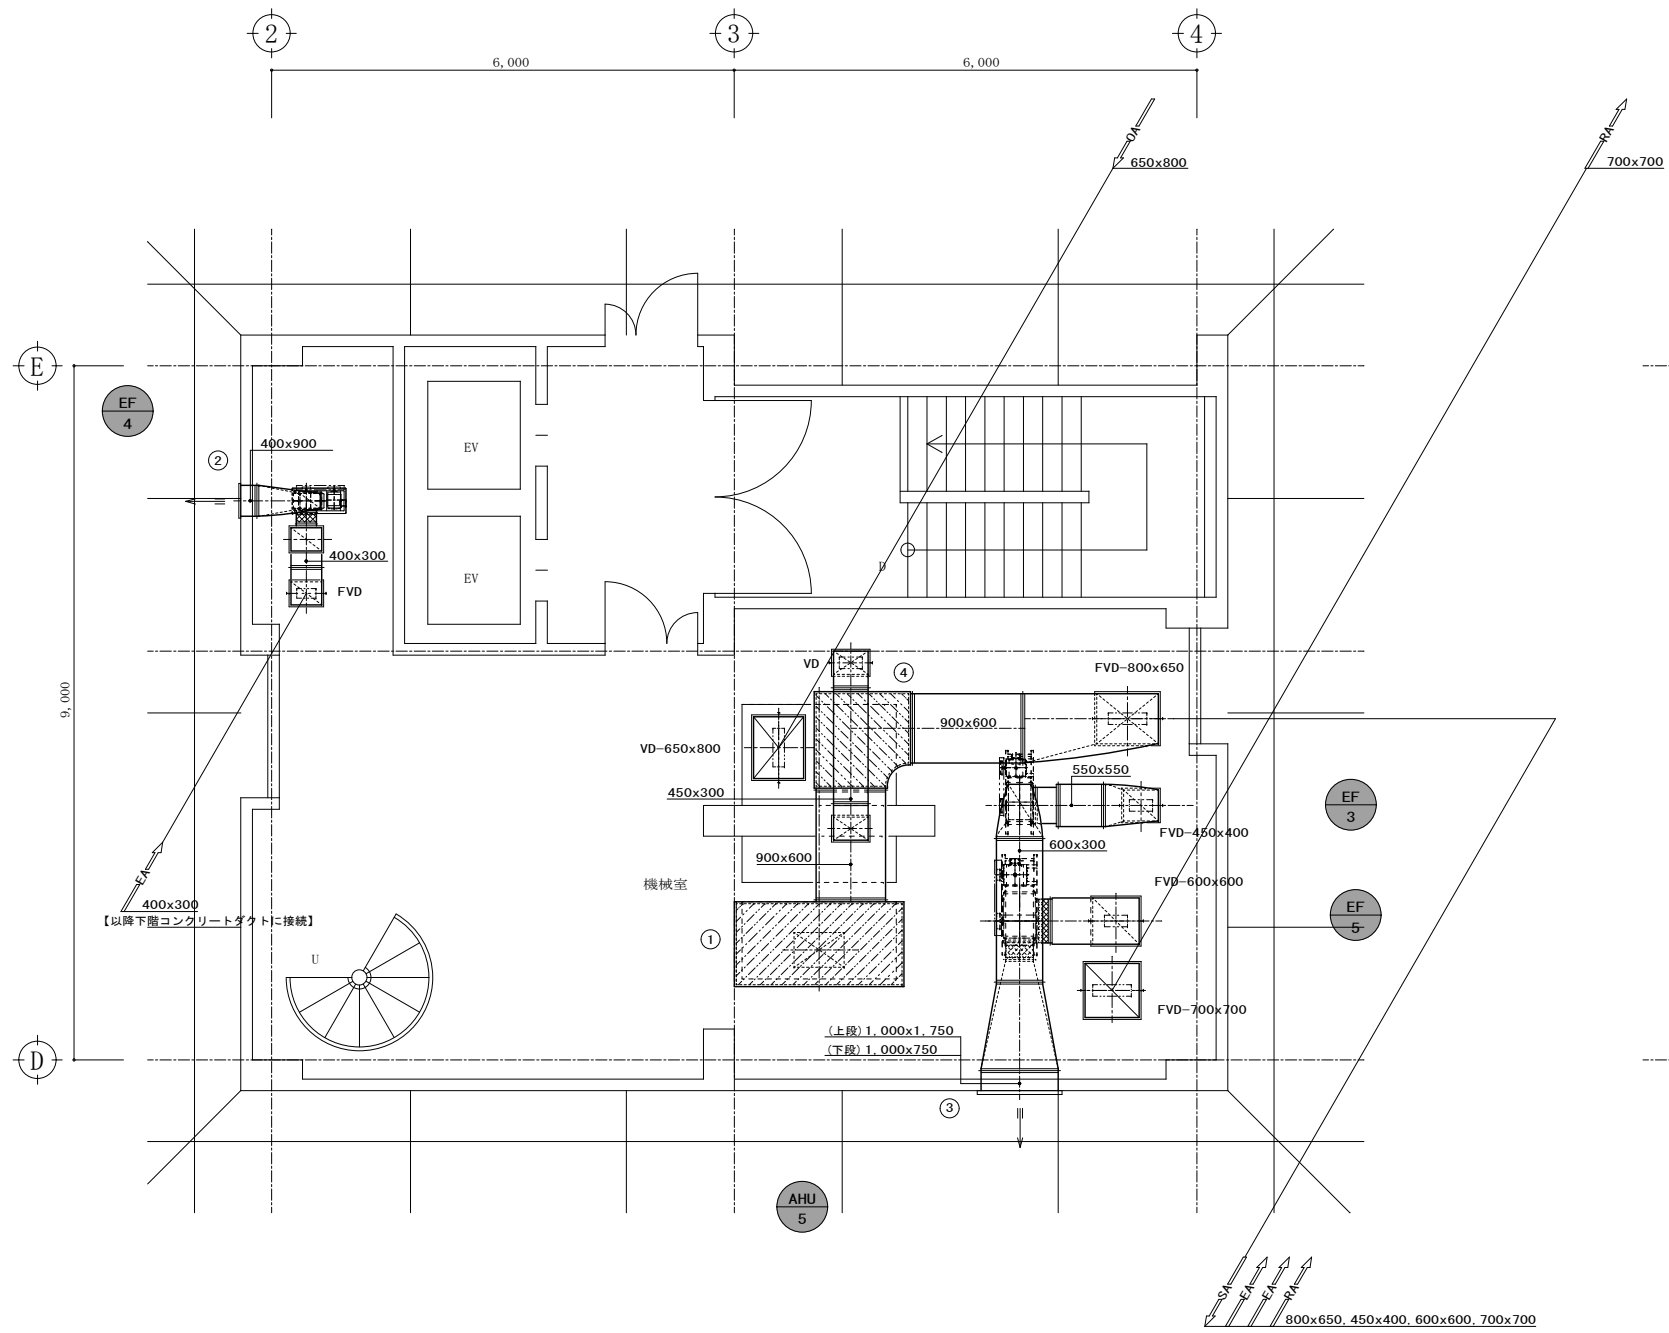 2
3
4
6,000
6,000
OA
650x800
RA
700x700
E
EF
4
400x900
2
EV
400x300
FVD
EV
D
9,000
VD
4
FVD-800x650
900x600
VD-650x800
550x550
EF
3
450x300
FVD-450x400
600x300
900x600
EA
機械室
FVD-600x600
400x300
【以降下階コンクリートダクトに接続】
EF
5
1
U
FVD-700x700
(上段)1,000x1,750
(下段)1,000x750
D
3
AHU
5
SA
EA
EA
RA
800x650, 450x400, 600x600, 700x700